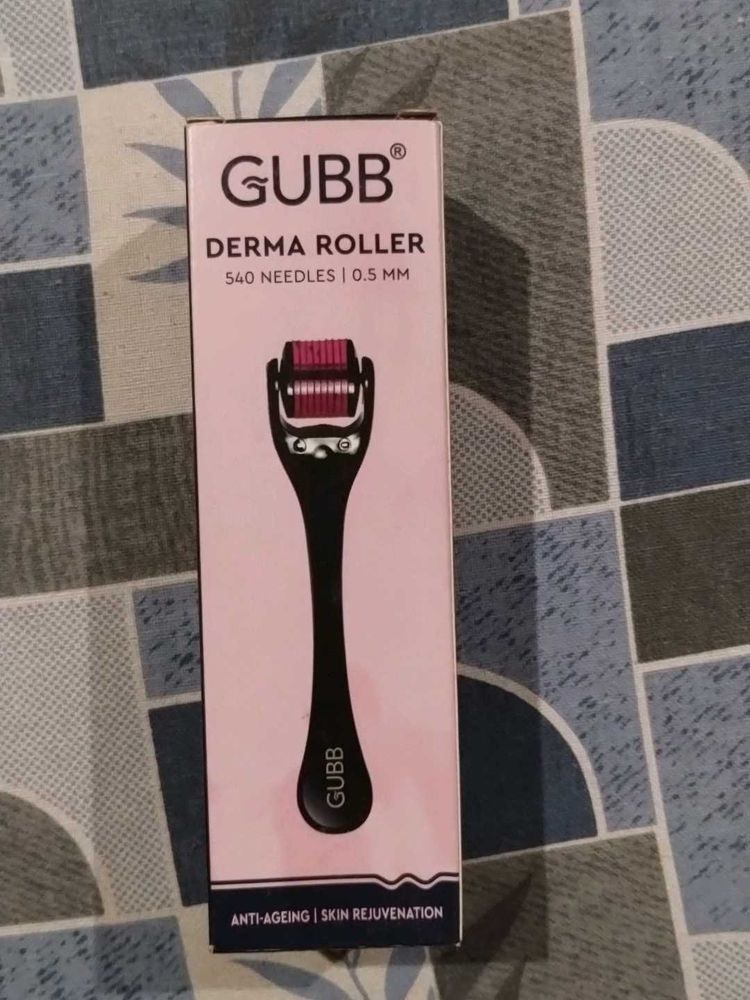 GUBB®
DERMA ROLLER
540 NEEDLES | 0.5 MM
GUBB
ANTI-AGEING | SKIN REJUVENATION